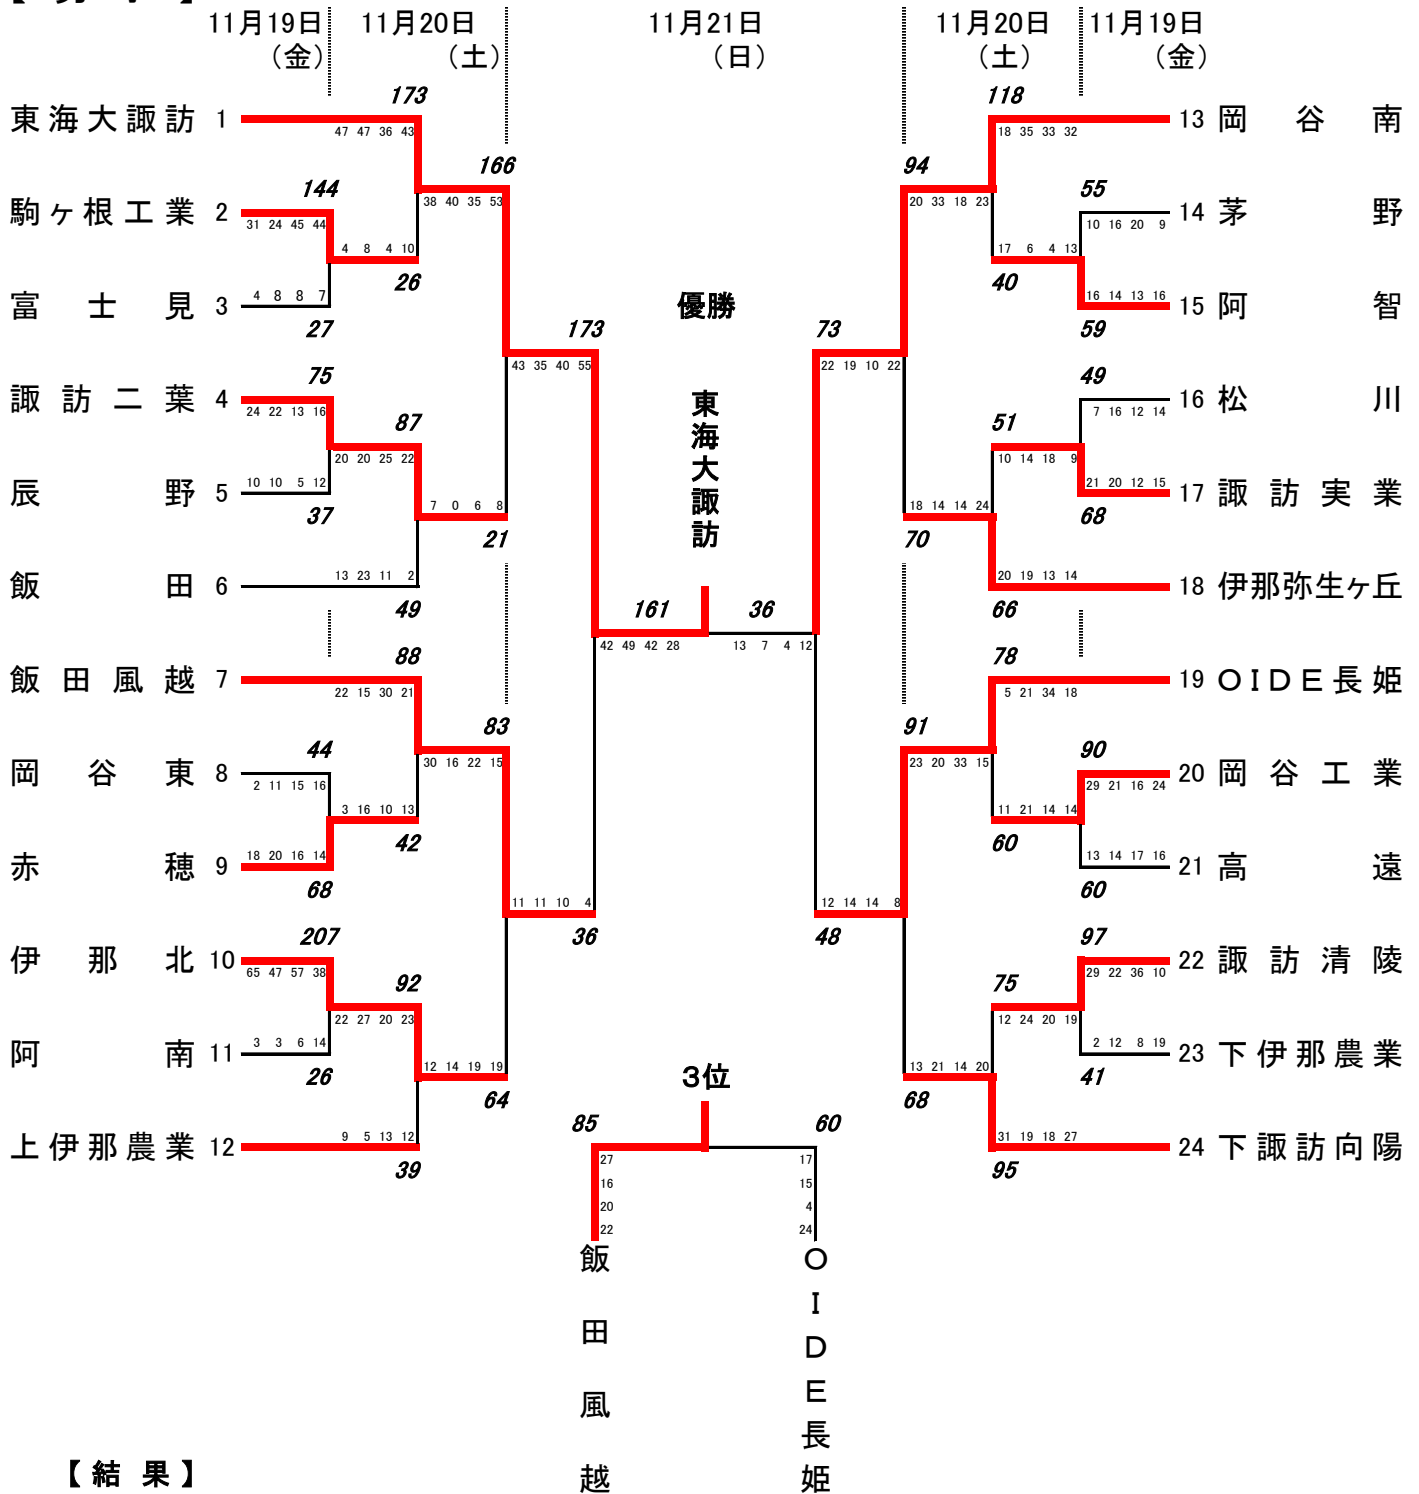 11月19日 11月20日 11月21日 11月20日 11月19日
（金） （土） （日） （土） （金）
173 118
東海大諏訪 1 47 47 36 43 18 35 33 32 13 岡谷南
166 94
144 55
駒ヶ根工業 2 31 24 45 44 38 40 35 53 20 33 18 23 10 16 20 9 14 茅野
4 8 4 10 17 6 4 13
26 40
富士見 3 4 8 8 7 16 14 13 16 15 阿智
27 優勝 59
173 73
43 35 40 55 22 19 10 22
75 49
諏訪二葉 4 24 22 13 16 7 16 12 14 16 松川
東海大諏訪
87 51
20 20 25 22 10 14 18 9
辰野 5 10 10 5 12 21 20 12 15 17 諏訪実業
37 68
7 0 6 8 18 14 14 24
21 70
飯田 6 13 23 11 2 20 19 13 14 18 伊那弥生ヶ丘
49 161 36 66
42 49 42 28 13 7 4 12
88 78
飯田風越 7 22 15 30 21 5 21 34 18 19 OIDE長姫
83 91
44 90
岡谷東 8 2 11 15 16 30 16 22 15 23 20 33 15 29 21 16 24 20 岡谷工業
3 16 10 13 11 21 14 14
42 60
赤穂 9 18 20 16 14 13 14 17 16 21 高遠
68 60
11 11 10 4 12 14 14 8
36 48
207 97
伊那北 10 65 47 57 38 29 22 36 10 22 諏訪清陵
92 75
22 27 20 23 12 24 20 19
阿南 11 3 3 6 14 2 12 8 19 23 下伊那農業
26 41
12 14 19 19 13 21 14 20
64 3位 68
85 60
上伊那農業 12 9 5 13 12 31 19 18 27 24 下諏訪向陽
39 95
27 17
16 15
20 4
22 24
飯田風越
OIDE長姫
【結果】